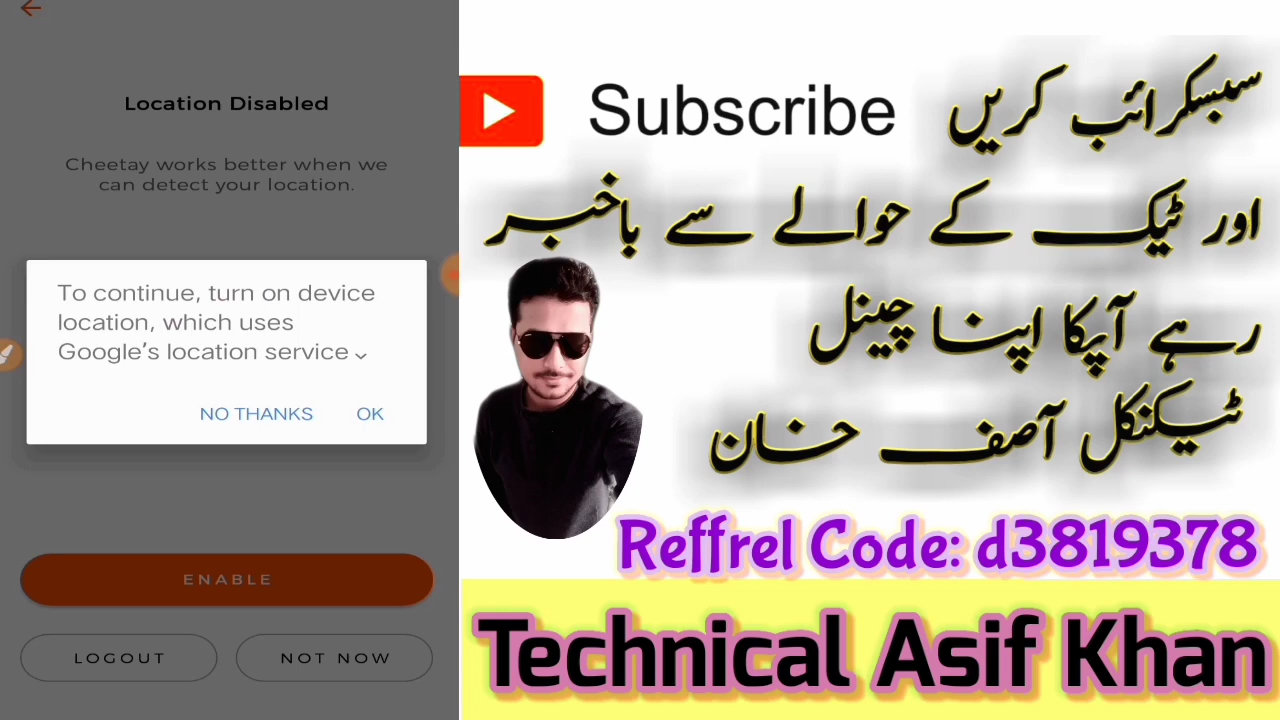 Location Disabled
Cheetay works better when we
can detect your location.
To continue, turn on device
location, which uses
Google's location service
NO THANKS OK
ENABLE
LOGOUT NOT NOW
Subscribe سبسکرائب کریں
اور ٹیک کے حوالے سے باخبر
رہے آپکا اپنا چینل
ٹیکنکل آصف خان
Reffrel Code: d3819378
Technical Asif Khan